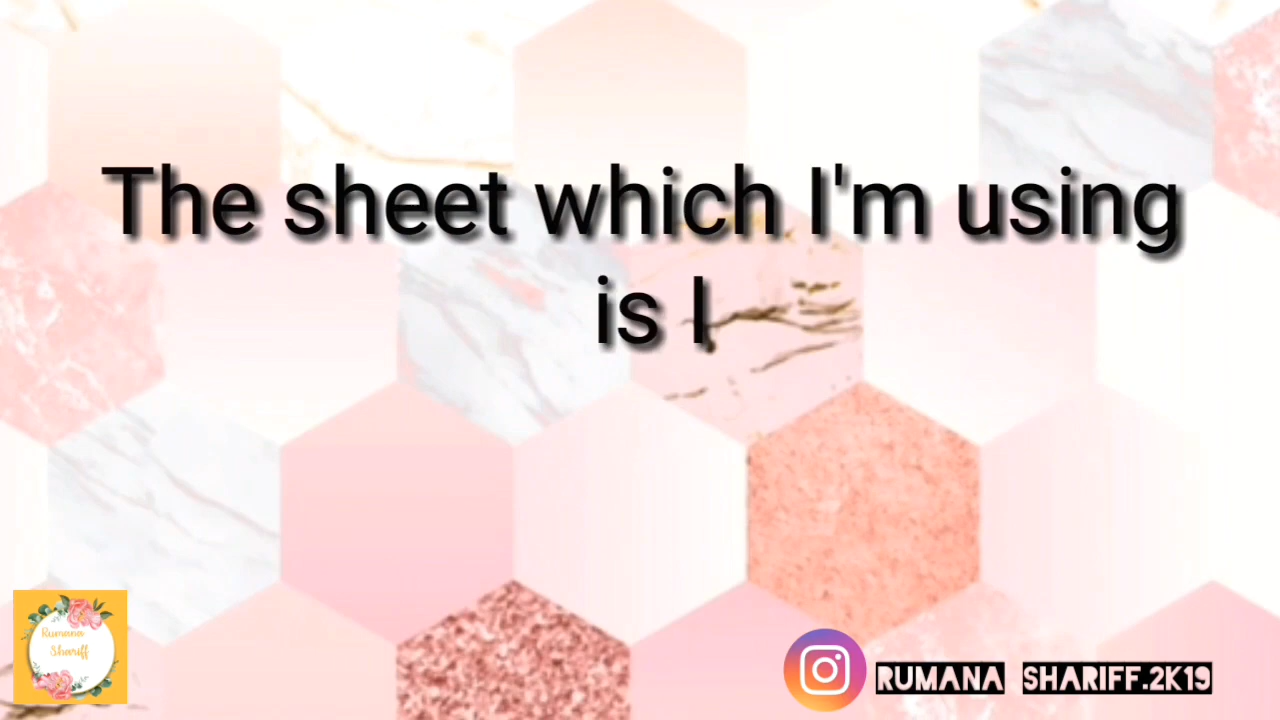 The sheet which I'm using
is I
Rumana
Shariff
RUMANA SHARIFF.2K19